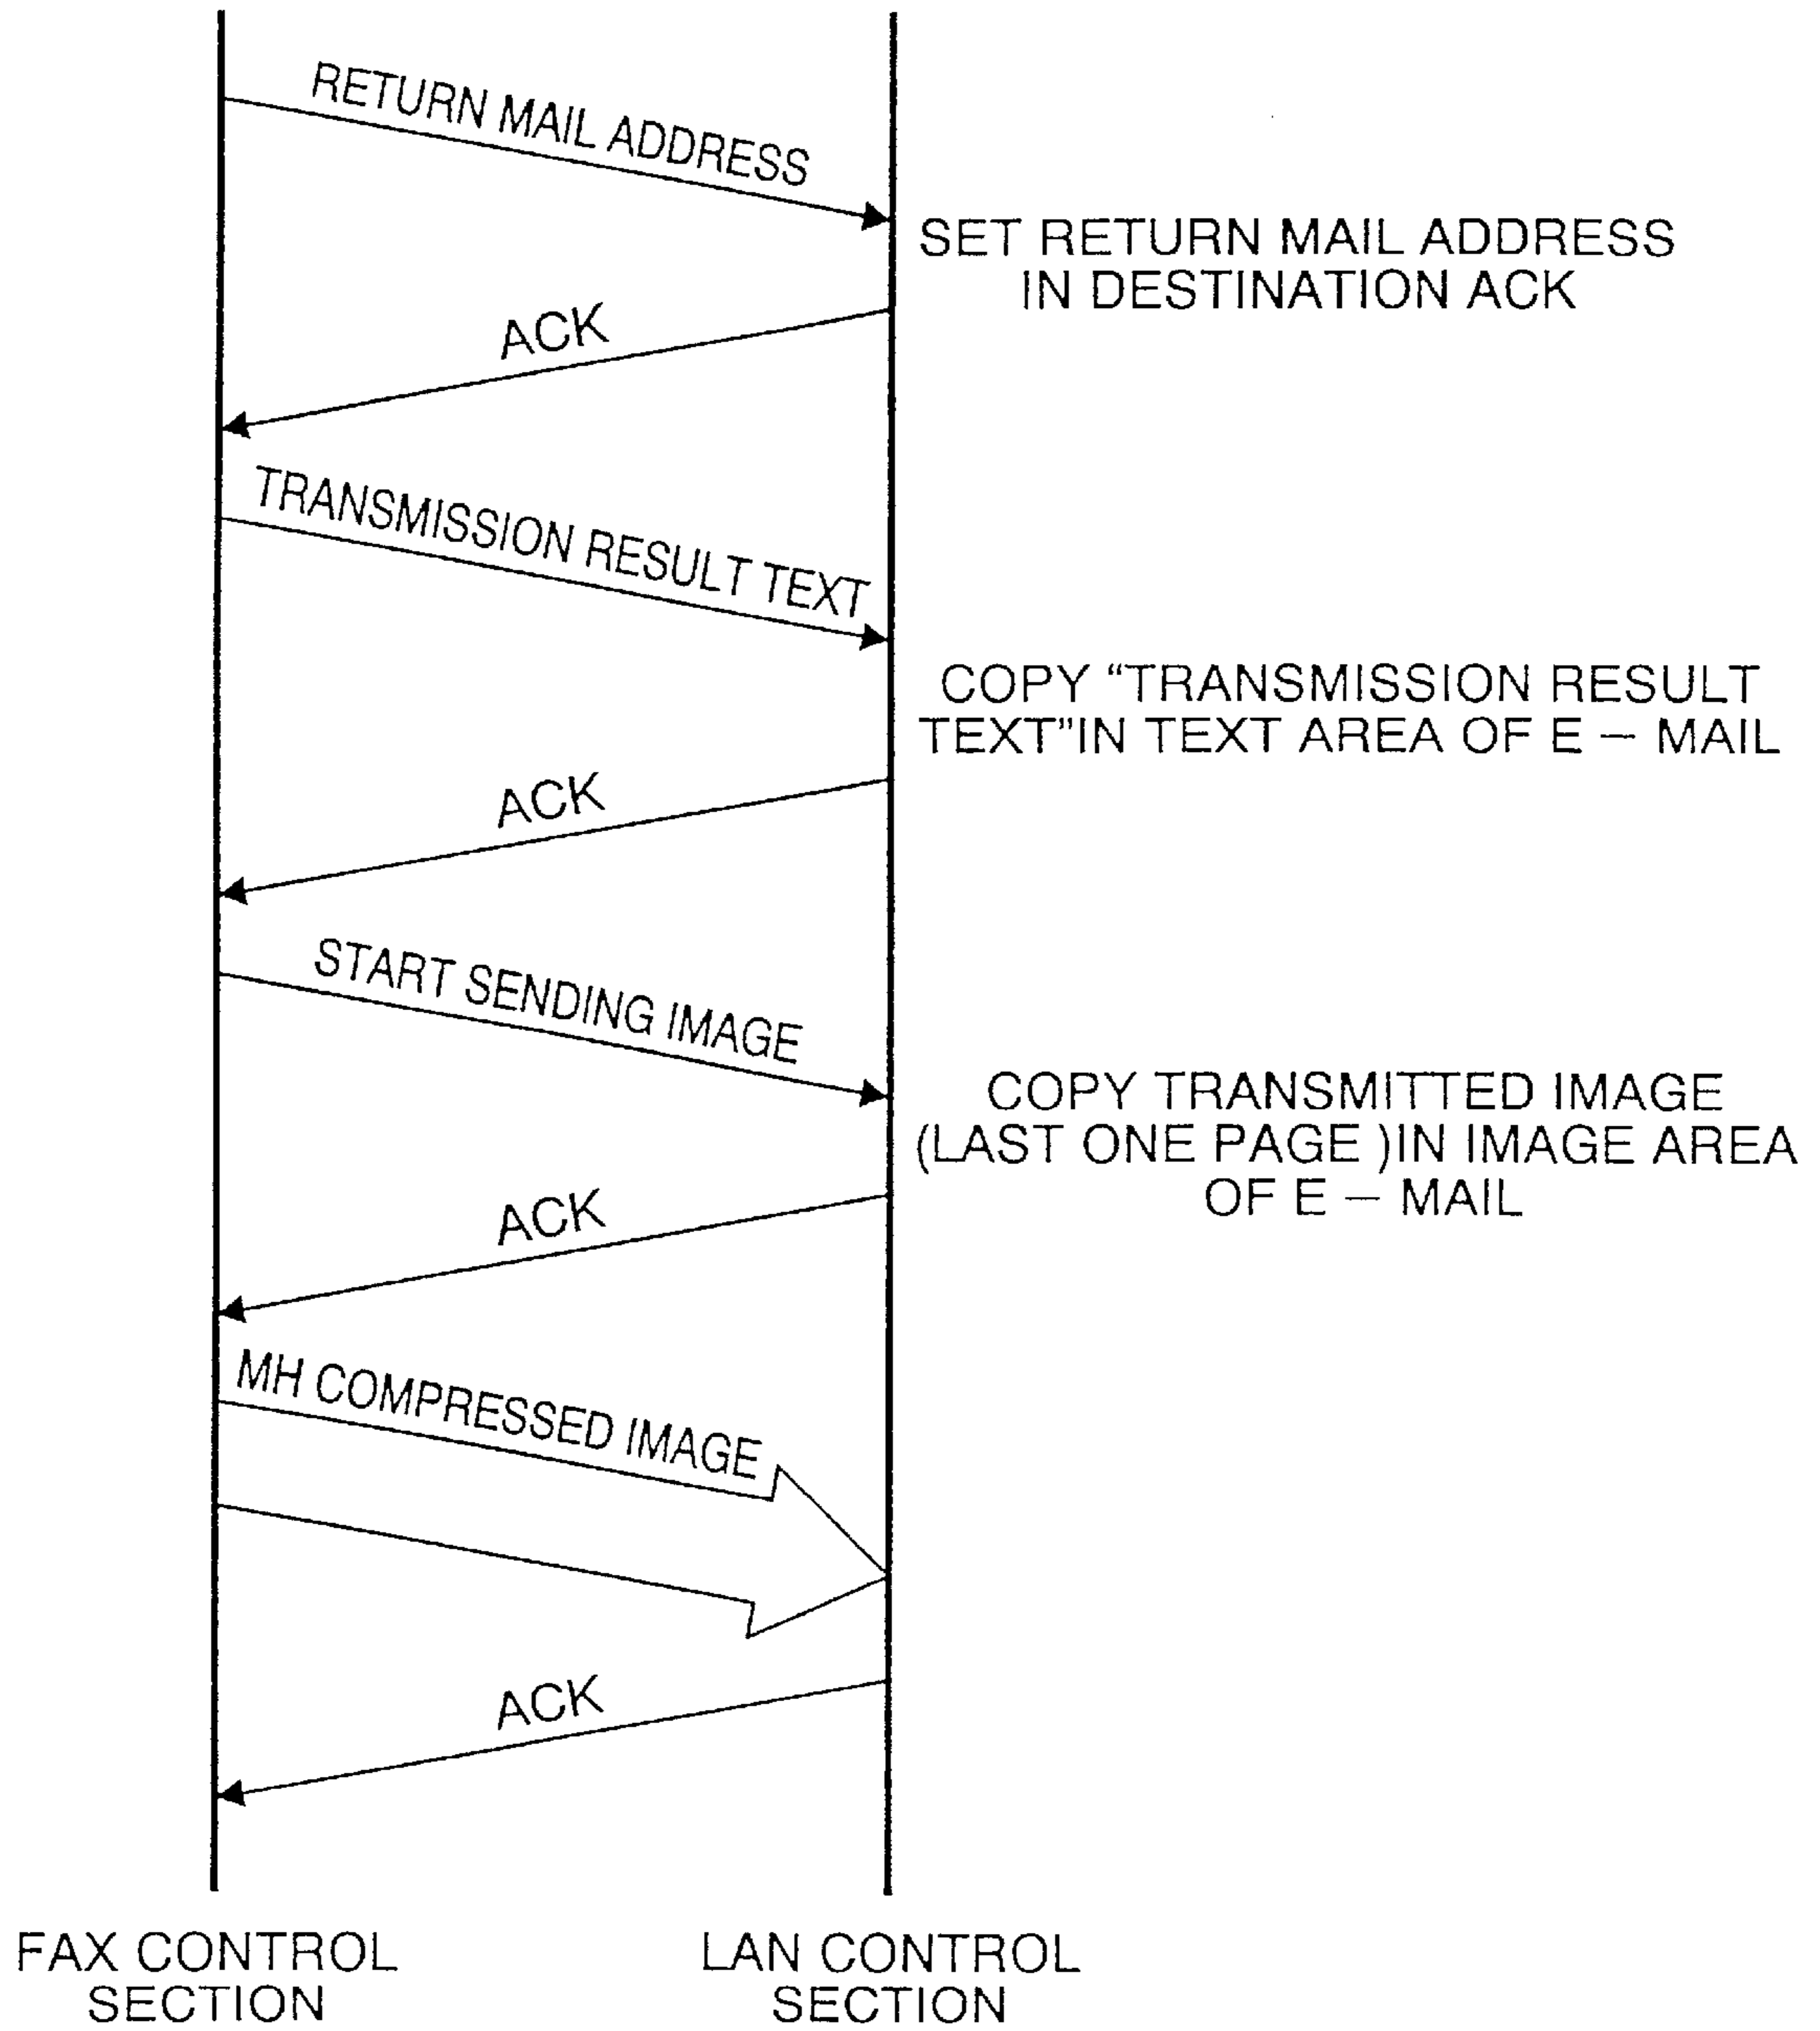 RETURN MAIL ADDRESS
SET RETURN MAIL ADDRESS
IN DESTINATION ACK
ACK
TRANSMISSION RESULT TEXT
COPY “TRANSMISSION RESULT
TEXT”IN TEXT AREA OF E – MAIL
ACK
START SENDING IMAGE
COPY TRANSMITTED IMAGE
(LAST ONE PAGE )IN IMAGE AREA
OF E – MAIL
ACK
MH COMPRESSED IMAGE
ACK
FAX CONTROL
SECTION
LAN CONTROL
SECTION